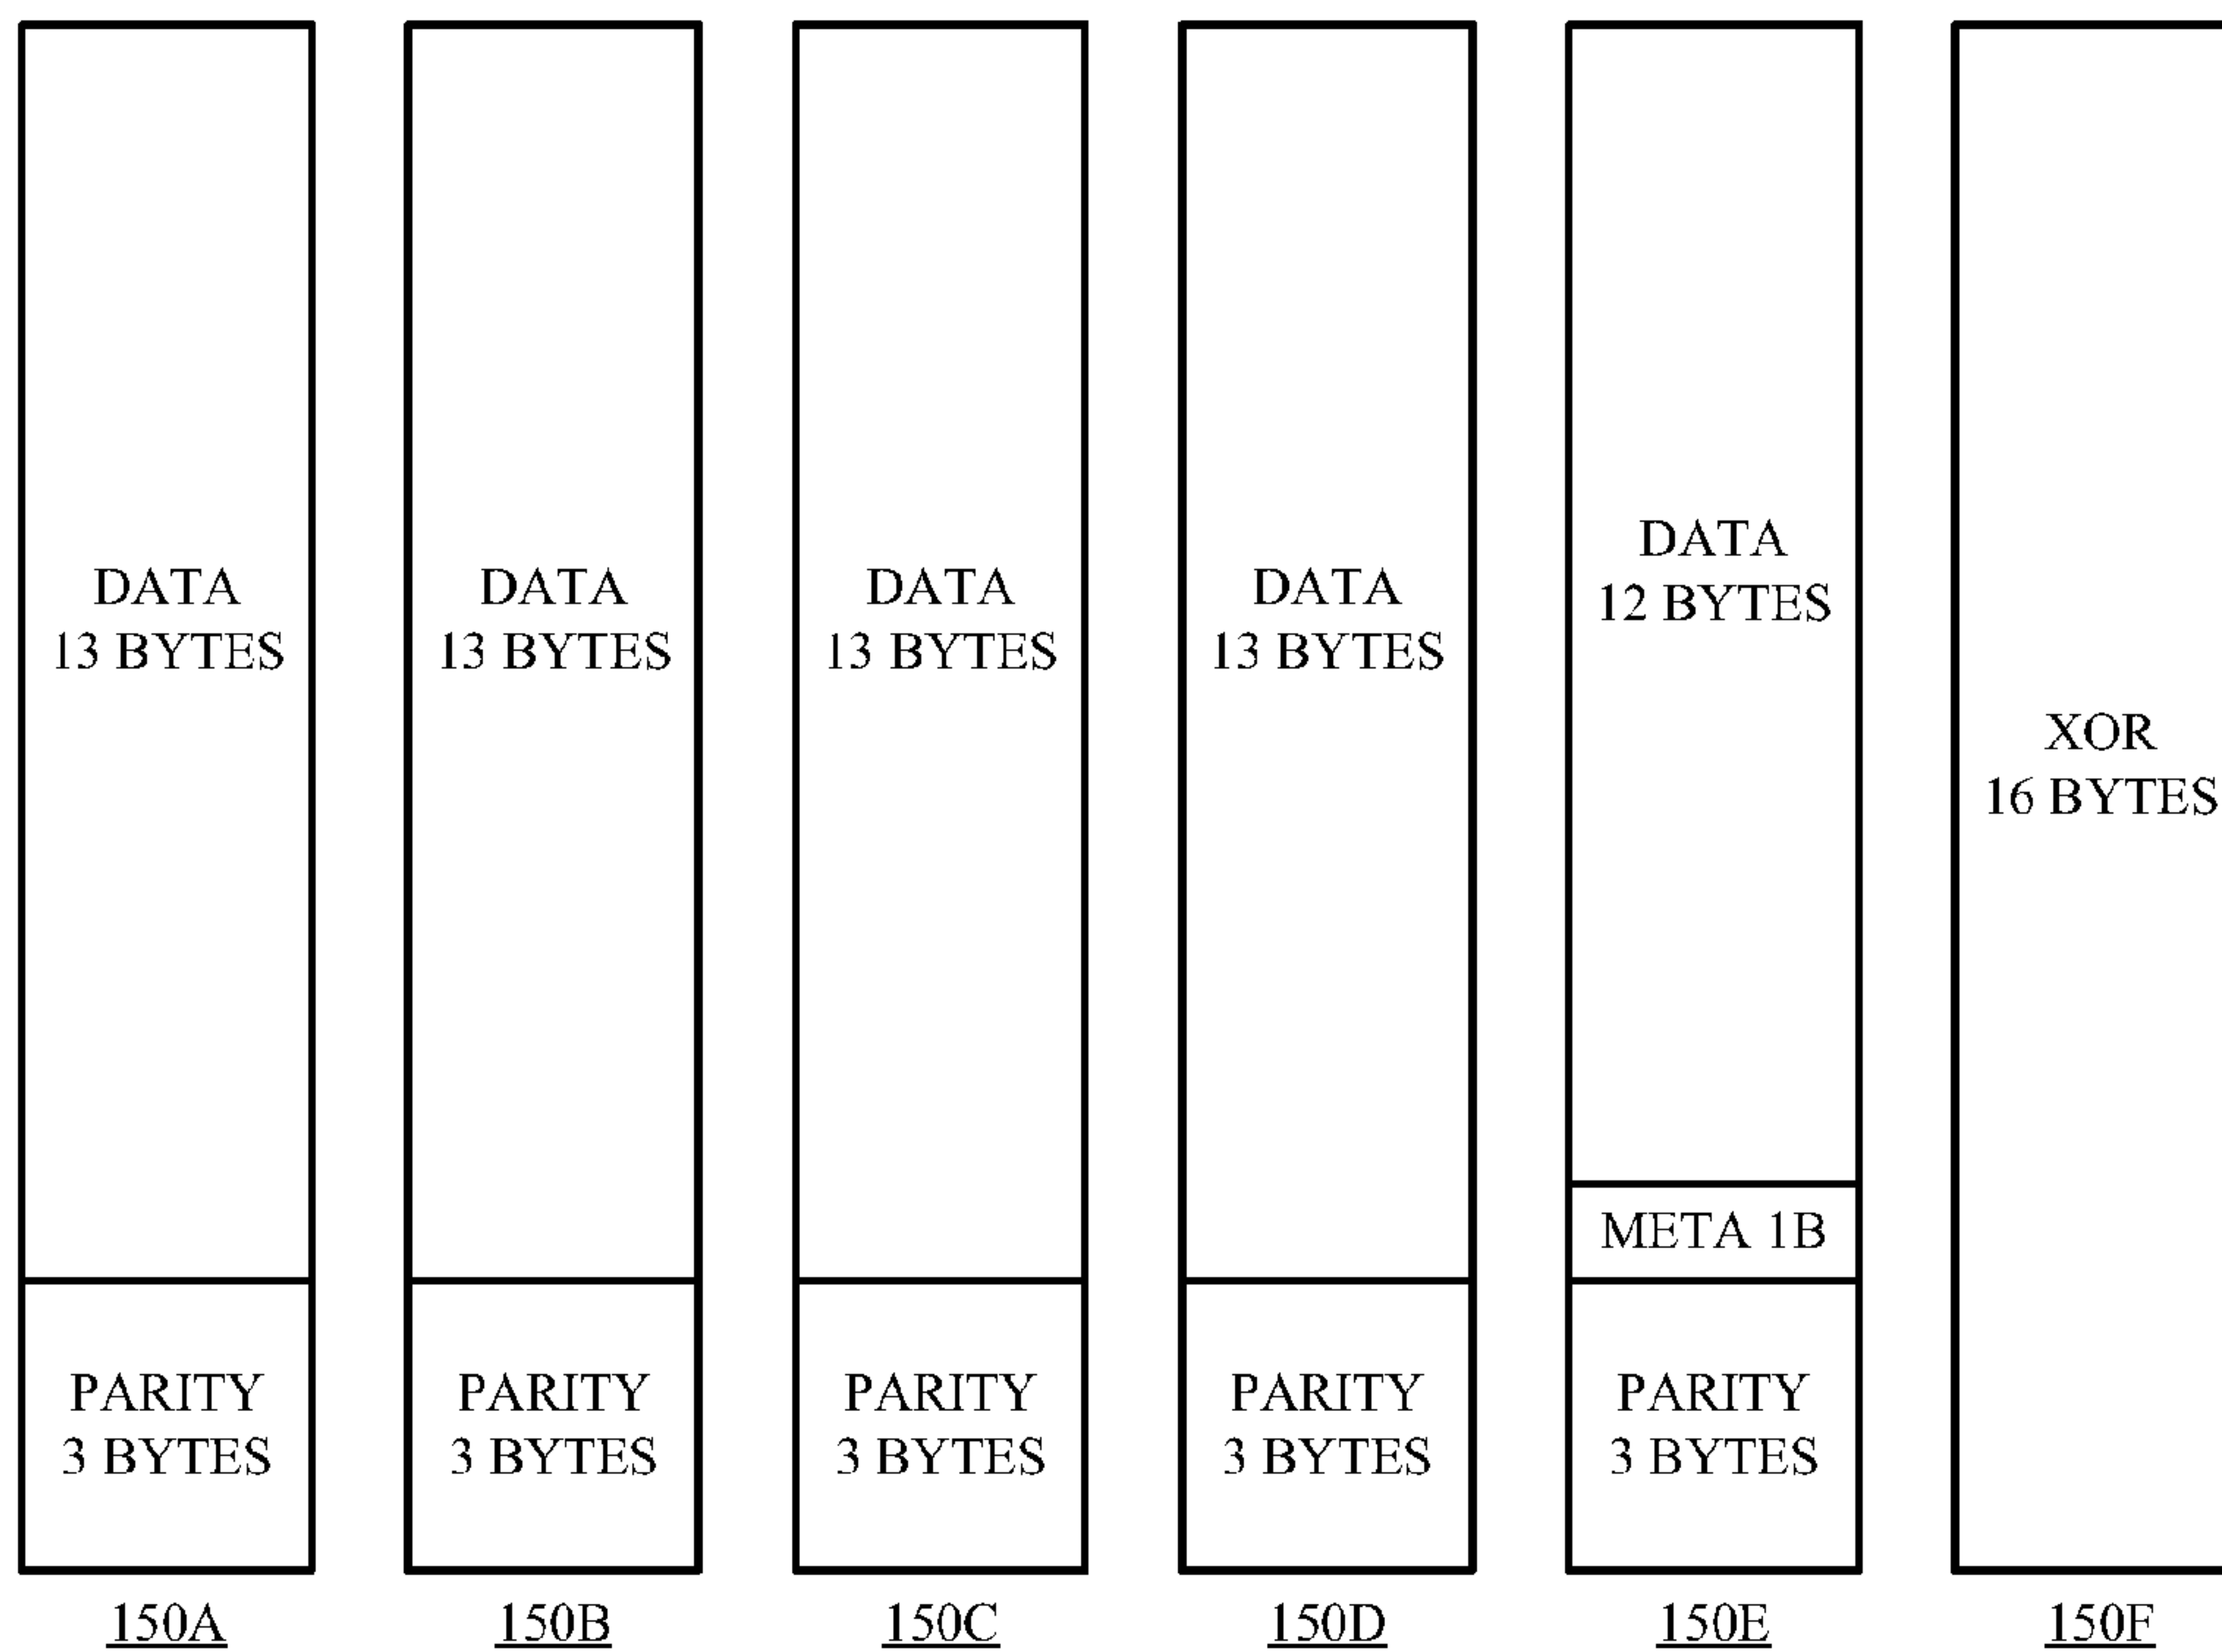 DATA
13 BYTES
PARITY
3 BYTES
150A
DATA
13 BYTES
PARITY
3 BYTES
150B
DATA
13 BYTES
PARITY
3 BYTES
150C
DATA
13 BYTES
PARITY
3 BYTES
150D
DATA
12 BYTES
META 1B
PARITY
3 BYTES
150E
XOR
16 BYTES
150F